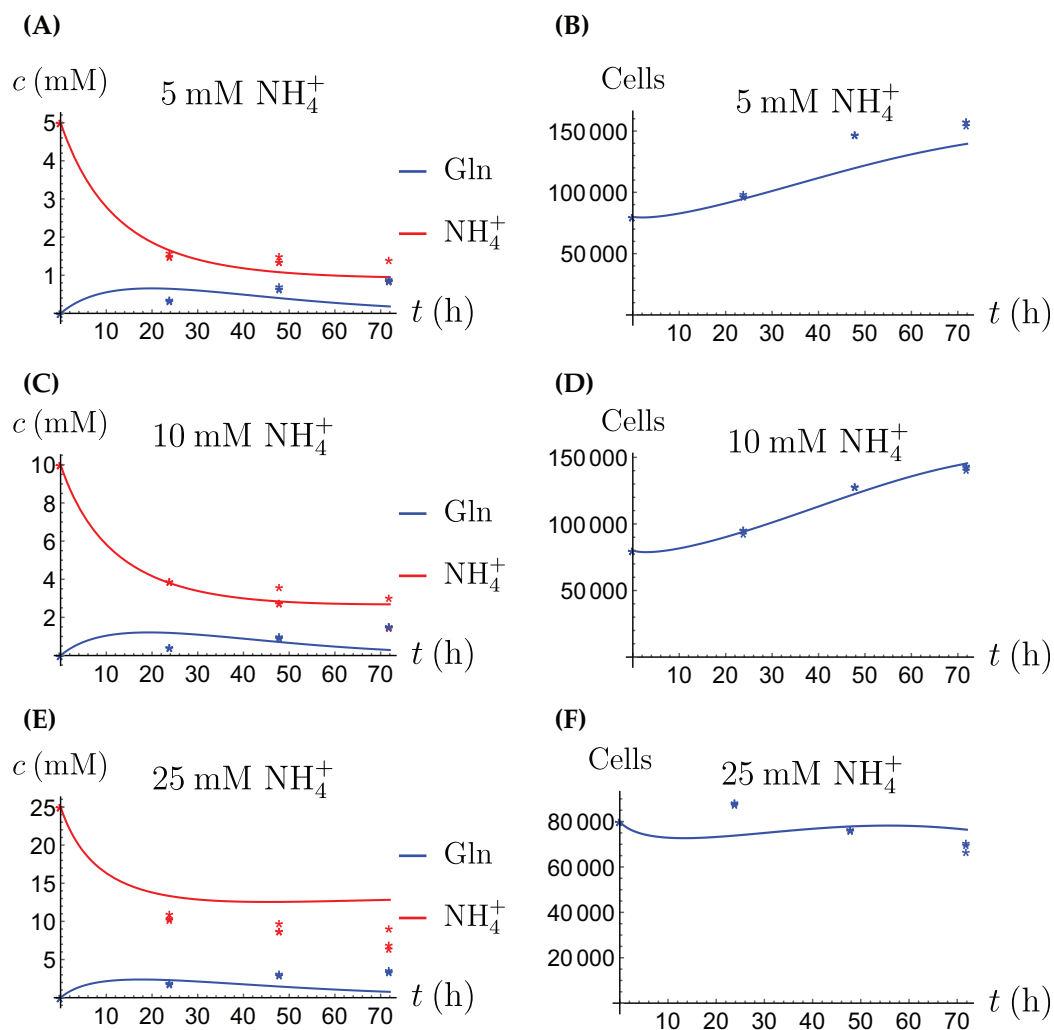 (A)
c (mM)
5 mM NH₄⁺
5
4
3
2
1
10 20 30 40 50 60 70
t (h)
Gln
NH₄⁺
(B)
Cells
5 mM NH₄⁺
150 000
100 000
50 000
10 20 30 40 50 60 70
t (h)
(C)
c (mM)
10 mM NH₄⁺
10
8
6
4
2
10 20 30 40 50 60 70
t (h)
Gln
NH₄⁺
(D)
Cells
10 mM NH₄⁺
150 000
100 000
50 000
10 20 30 40 50 60 70
t (h)
(E)
c (mM)
25 mM NH₄⁺
25
20
15
10
5
10 20 30 40 50 60 70
t (h)
Gln
NH₄⁺
(F)
Cells
25 mM NH₄⁺
80 000
60 000
40 000
20 000
10 20 30 40 50 60 70
t (h)